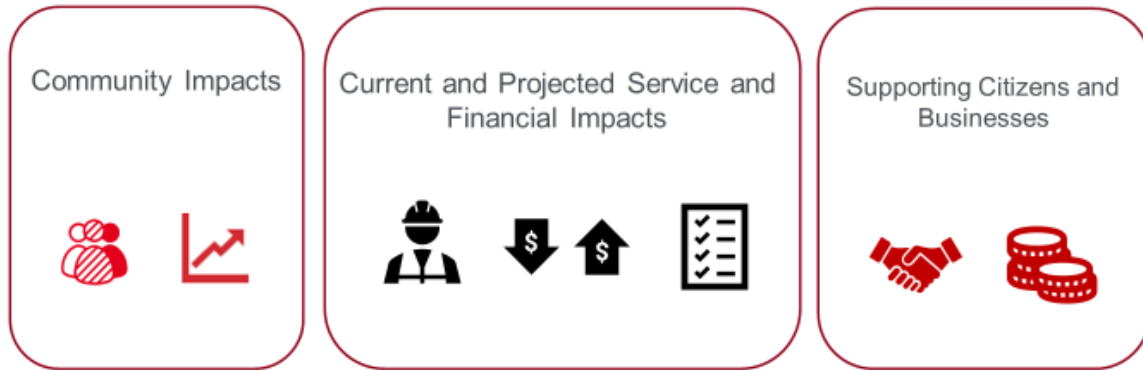 Community Impacts
Current and Projected Service and
Financial Impacts
$ $
Supporting Citizens and
Businesses